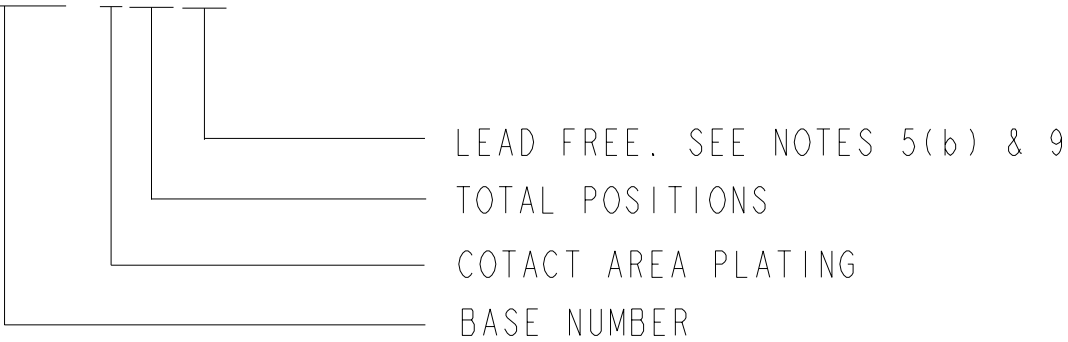 LEAD FREE. SEE NOTES 5(b) & 9
TOTAL POSITIONS
COTACT AREA PLATING
BASE NUMBER